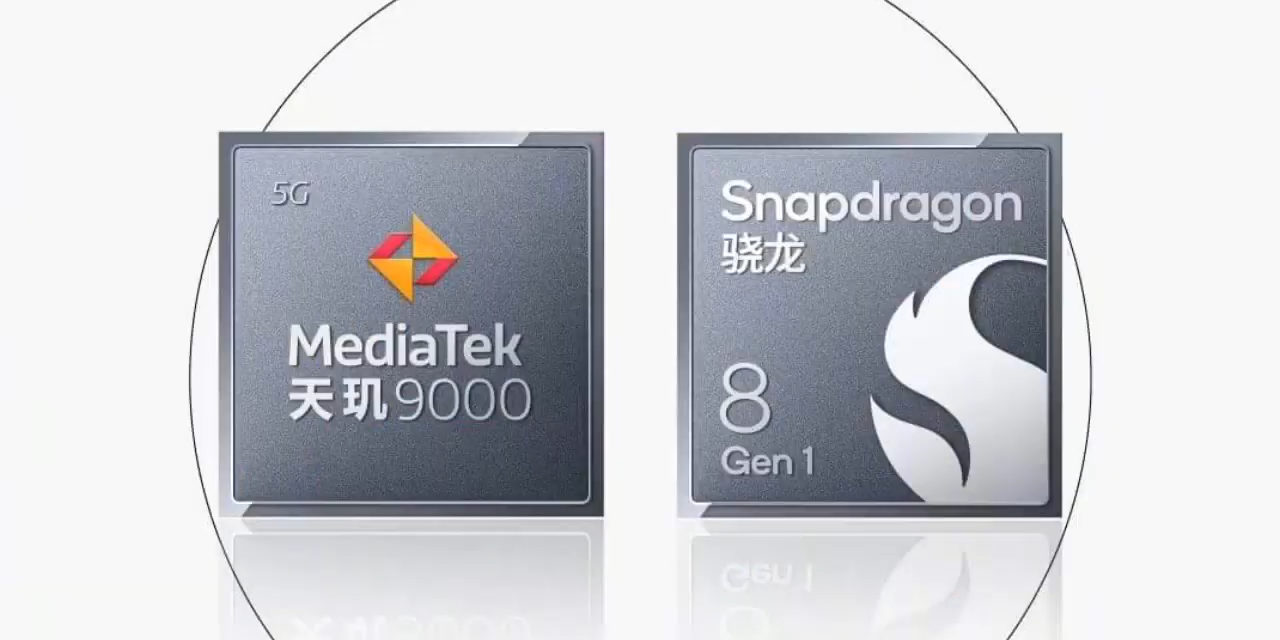 5G
MediaTek
天玑9000
Snapdragon
骁龙
8
Gen 1